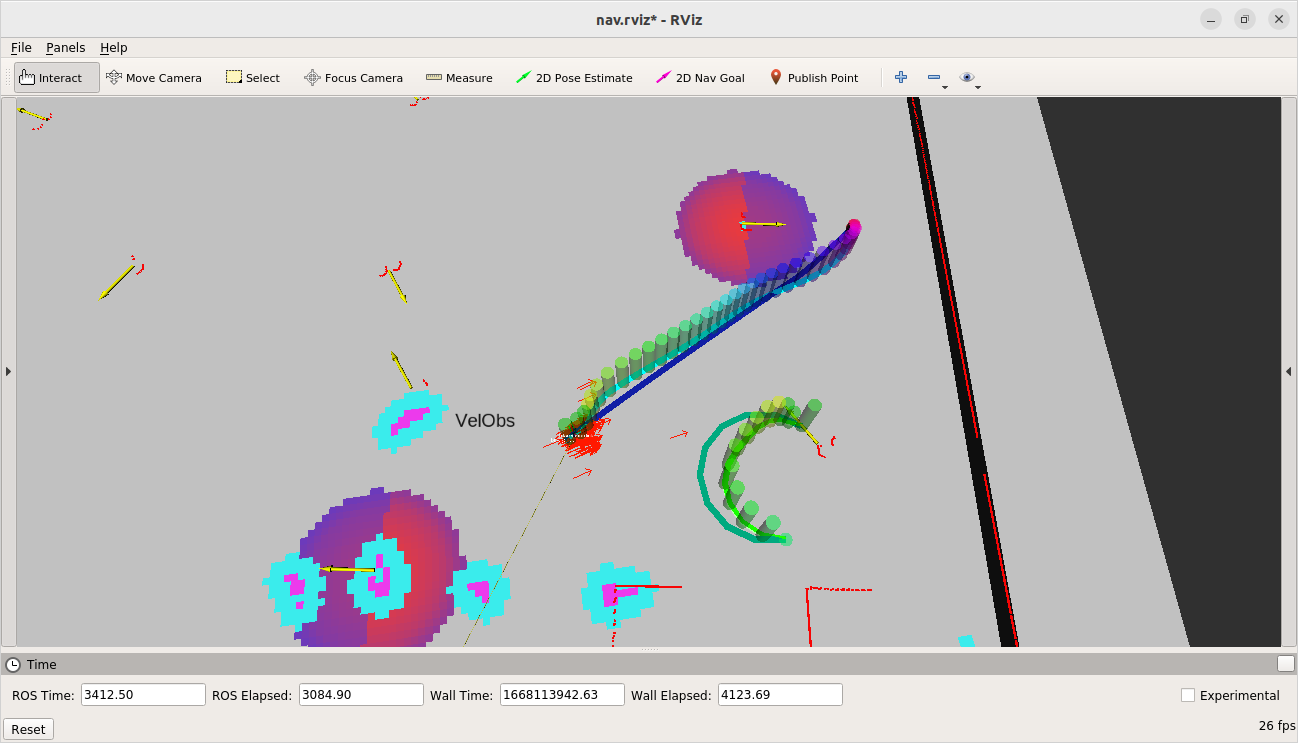 nav.rviz* - RViz
File Panels Help
Interact Move Camera Select Focus Camera Measure 2D Pose Estimate 2D Nav Goal Publish Point
VelObs
Time
ROS Time: 3412.50 ROS Elapsed: 3084.90 Wall Time: 1668113942.63 Wall Elapsed: 4123.69 Experimental
Reset 26 fps